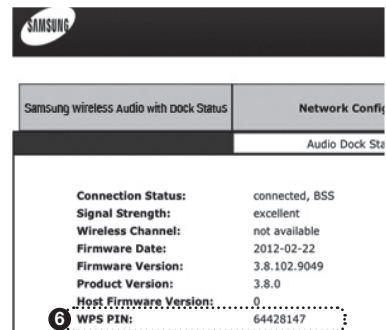 SAMSUNG
Samsung Wireless Audio with Dock Status Network Config
Audio Dock Sta
Connection Status: connected, BSS
Signal Strength: excellent
Wireless Channel: not available
Firmware Date: 2012-02-22
Firmware Version: 3.8.102.9049
Product Version: 3.8.0
Host Firmware Version: 0
6 WPS PIN: 64428147